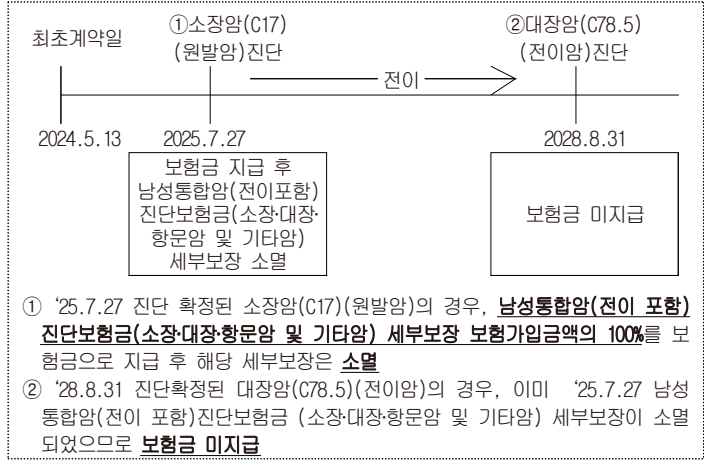 최초계약일
①소장암(C17)
(원발암)진단
②대장암(C78.5)
(전이암)진단
전이
2024.5.13
2025.7.27
2028.8.31
보험금 지급 후
남성통합암(전이포함)
진단보험금(소장·대장·
항문암 및 기타암)
세부보장 소멸
보험금 미지급
① ‘25.7.27 진단 확정된 소장암(C17)(원발암)의 경우, 남성통합암(전이 포함)
진단보험금(소장·대장·항문암 및 기타암) 세부보장 보험가입금액의 100%를 보
험금으로 지급 후 해당 세부보장은 소멸
② ‘28.8.31 진단확정된 대장암(C78.5)(전이암)의 경우, 이미 ‘25.7.27 남성
통합암(전이 포함)진단보험금 (소장·대장·항문암 및 기타암) 세부보장이 소멸
되었으므로 보험금 미지급